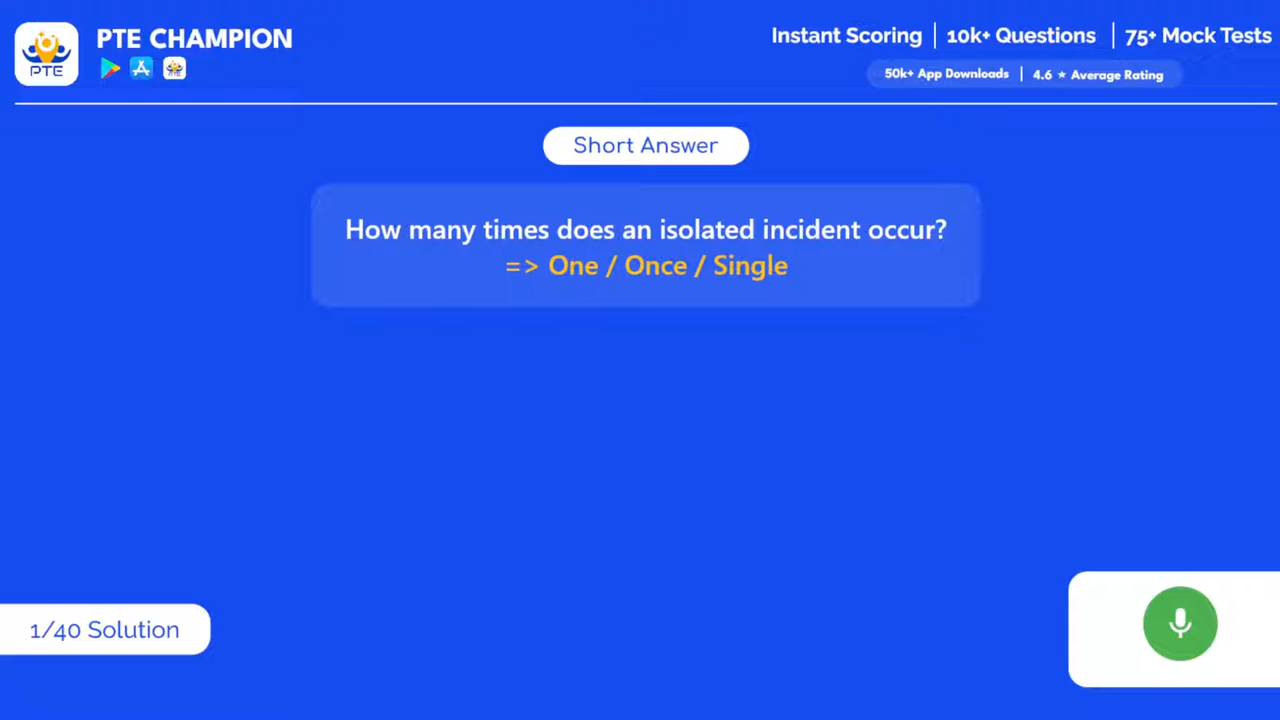 PTE CHAMPION
PTE
Instant Scoring | 10k+ Questions | 75+ Mock Tests
50k+ App Downloads | 4.6 ★ Average Rating
Short Answer
How many times does an isolated incident occur?
=> One / Once / Single
1/40 Solution